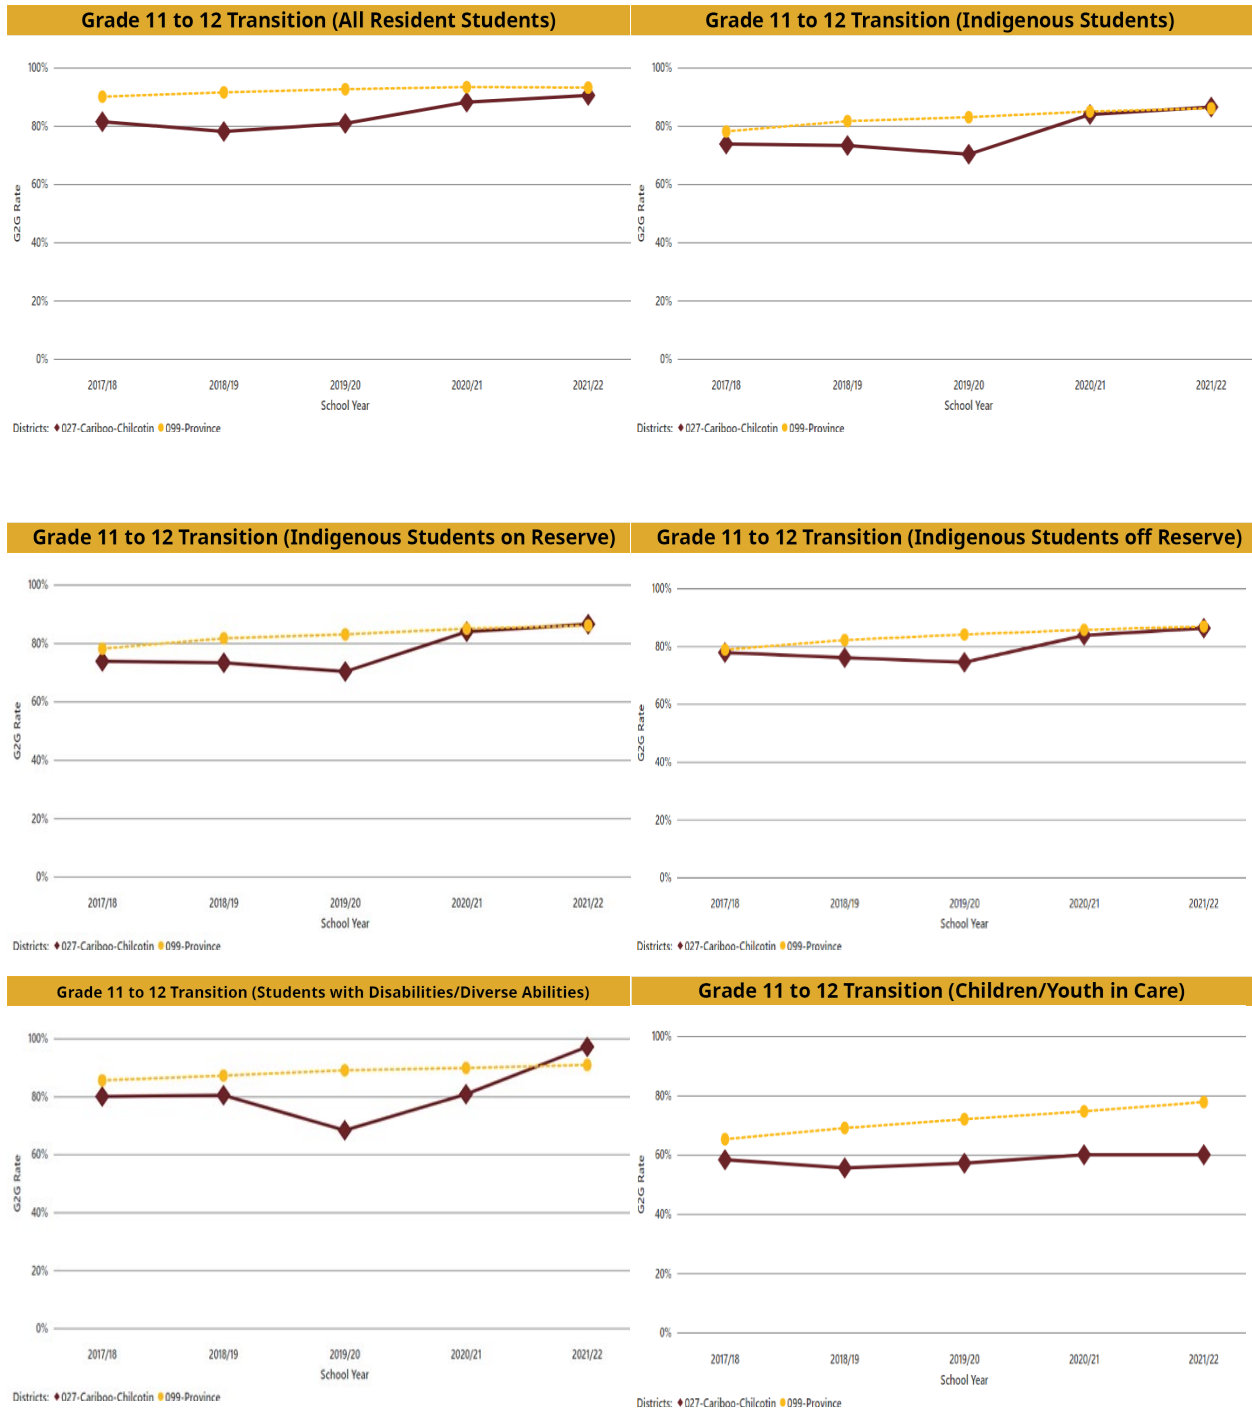 Grade 11 to 12 Transition (All Resident Students)
100%
80%
60%
40%
20%
0%
G2G Rate
2017/18 2018/19 2019/20 2020/21 2021/22
School Year
Districts: 027-Cariboo-Chilcotin 099-Province
Grade 11 to 12 Transition (Indigenous Students)
100%
80%
60%
40%
20%
0%
G2G Rate
2017/18 2018/19 2019/20 2020/21 2021/22
School Year
Districts: 027-Cariboo-Chilcotin 099-Province
Grade 11 to 12 Transition (Indigenous Students on Reserve)
100%
80%
60%
40%
20%
0%
G2G Rate
2017/18 2018/19 2019/20 2020/21 2021/22
School Year
Districts: 027-Cariboo-Chilcotin 099-Province
Grade 11 to 12 Transition (Indigenous Students off Reserve)
100%
80%
60%
40%
20%
0%
G2G Rate
2017/18 2018/19 2019/20 2020/21 2021/22
School Year
Districts: 027-Cariboo-Chilcotin 099-Province
Grade 11 to 12 Transition (Students with Disabilities/Diverse Abilities)
100%
80%
60%
40%
20%
0%
G2G Rate
2017/18 2018/19 2019/20 2020/21 2021/22
School Year
Districts: 027-Cariboo-Chilcotin 099-Province
Grade 11 to 12 Transition (Children/Youth in Care)
100%
80%
60%
40%
20%
0%
G2G Rate
2017/18 2018/19 2019/20 2020/21 2021/22
School Year
Districts: 027-Cariboo-Chilcotin 099-Province